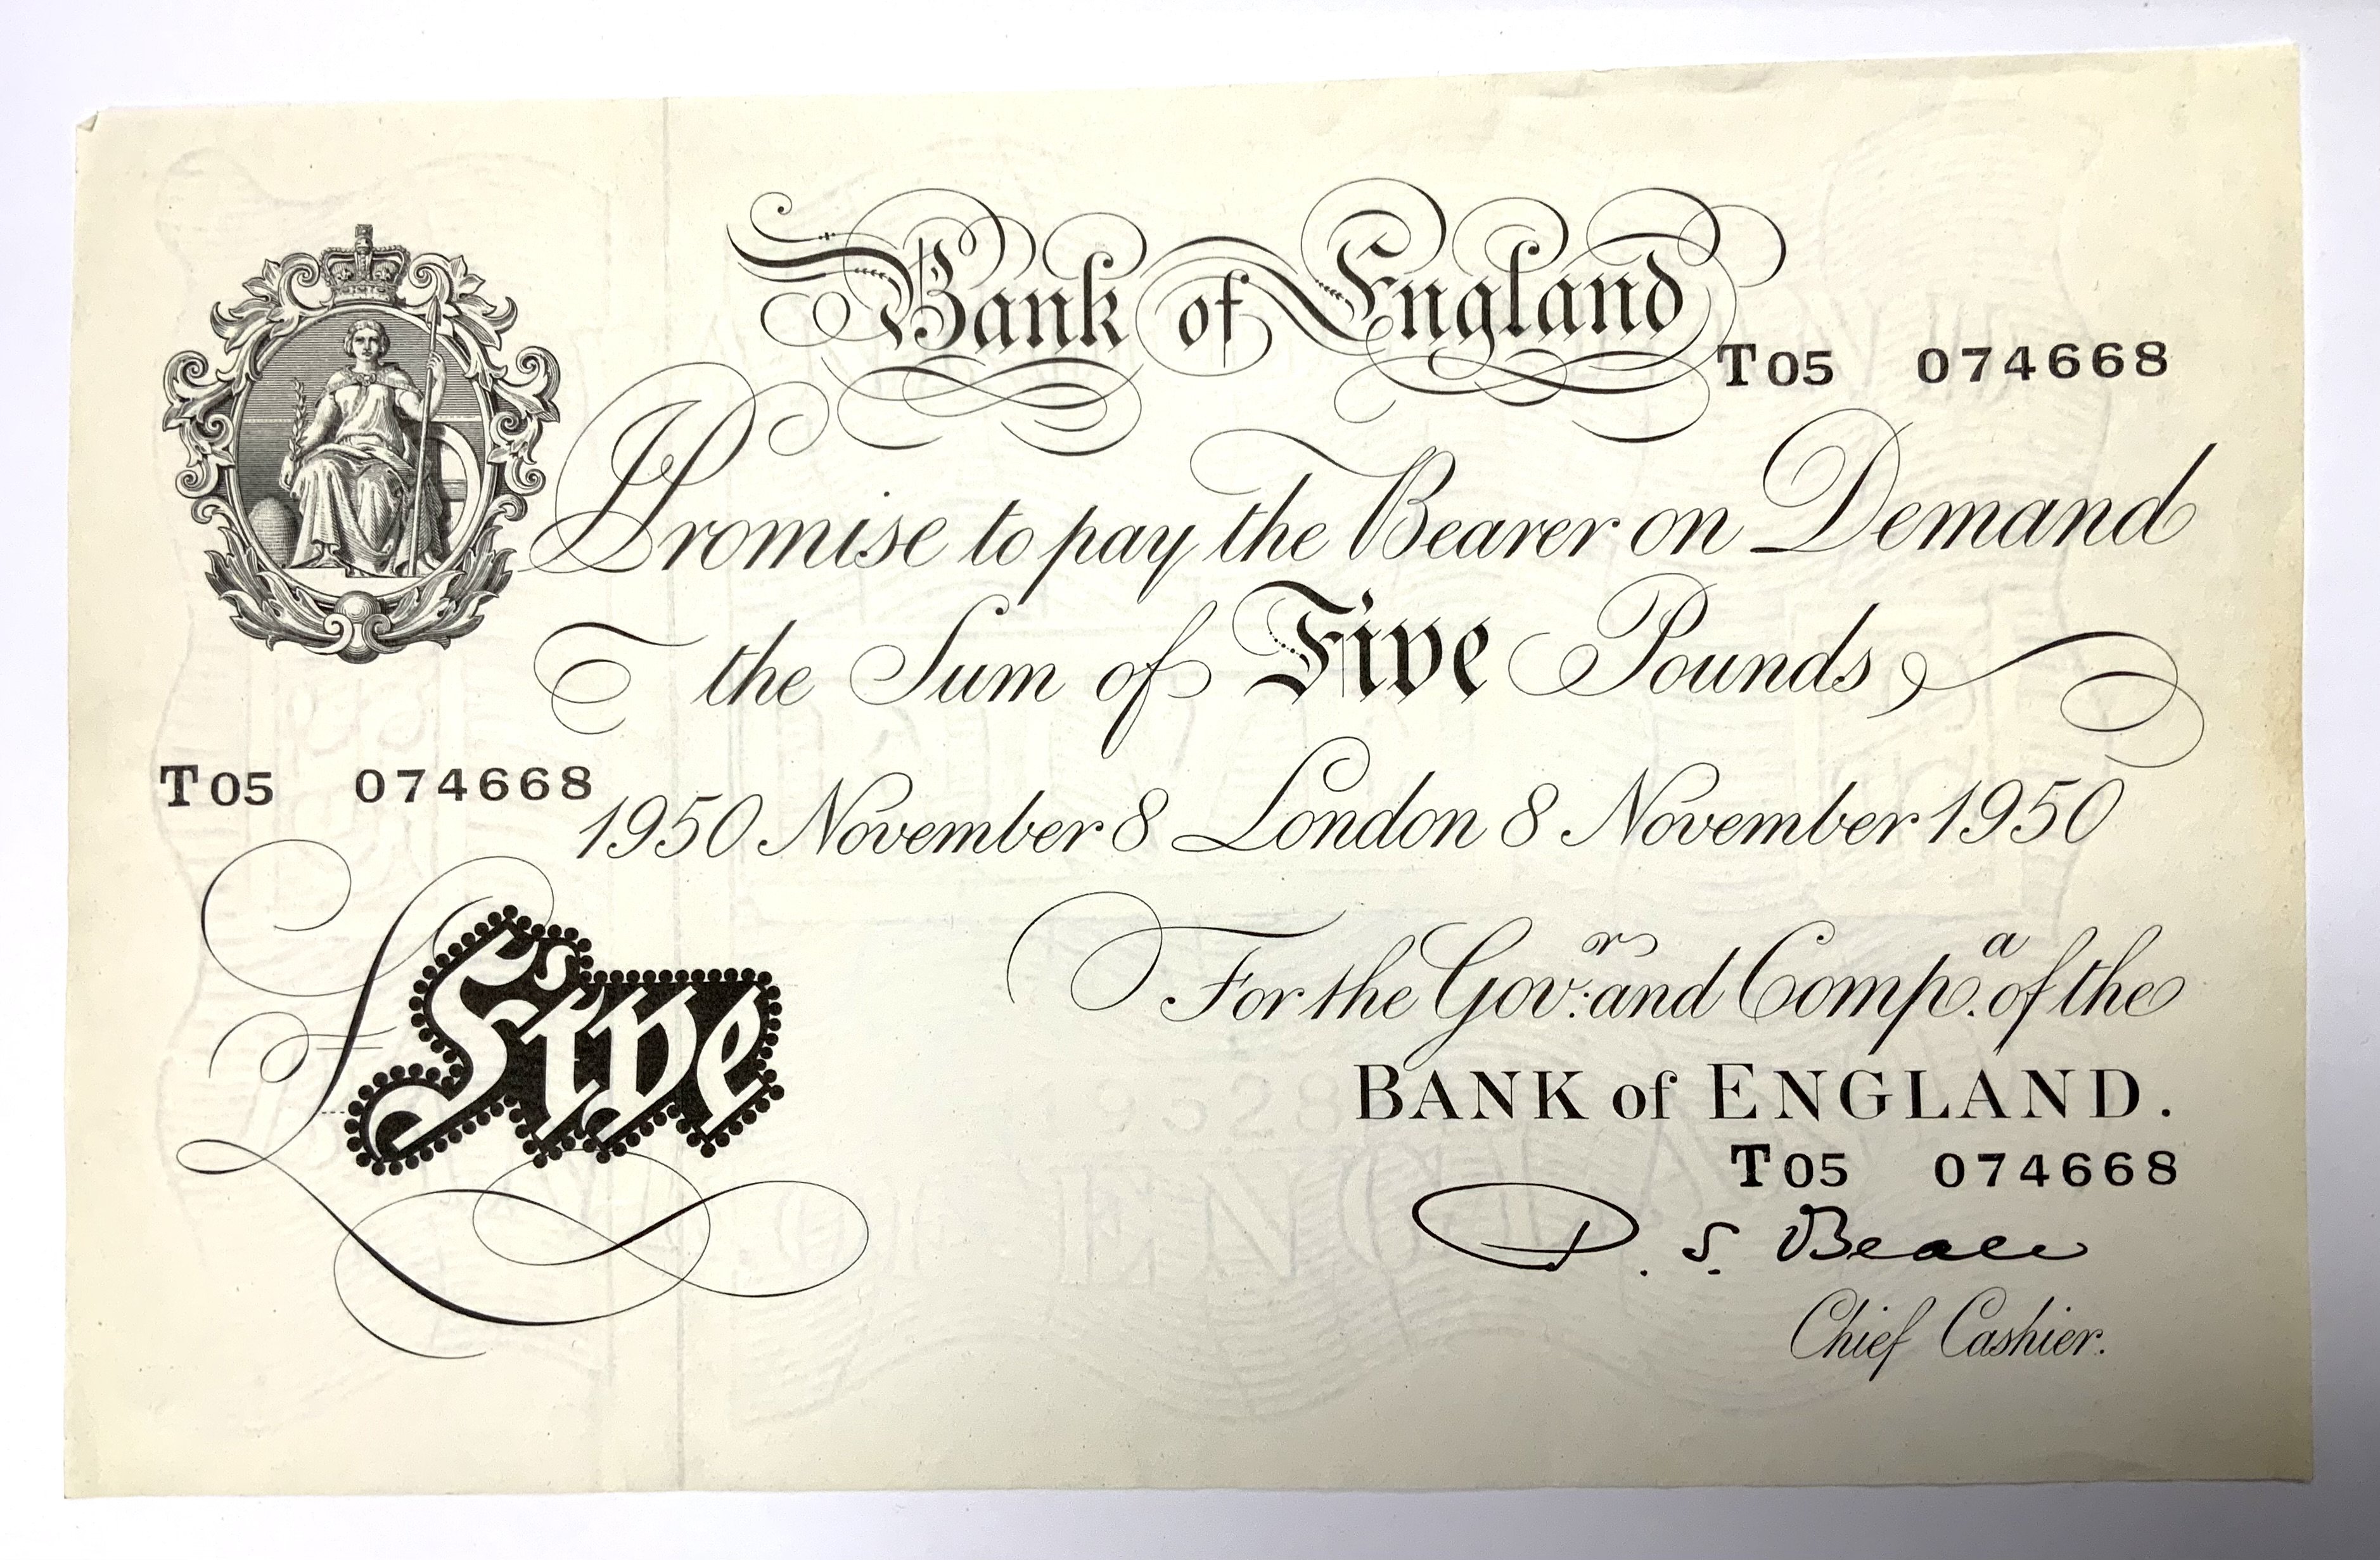 Bank of England
T05 074668
Promise to pay the Bearer on Demand
the Sum of Five Pounds
T05 074668
1950 November 8 London 8 November 1950
£Five
For the Gov.r and Comp.a of the
BANK of ENGLAND.
T05 074668
P. S. Beale
Chief Cashier.